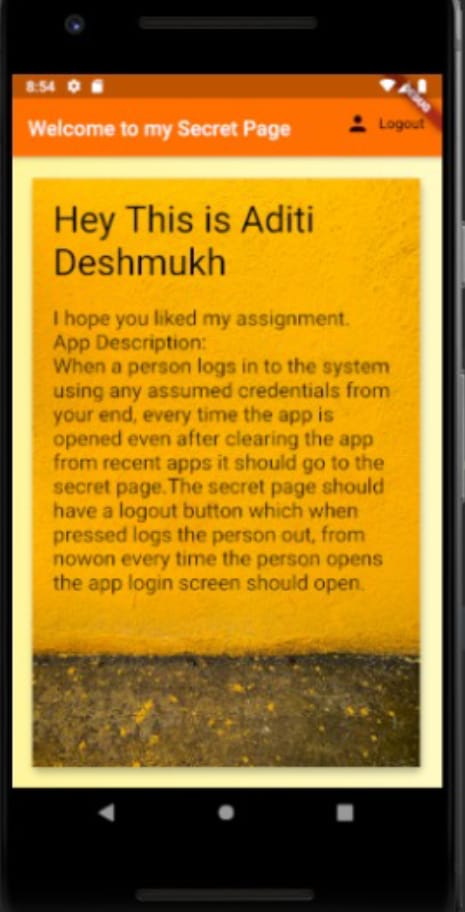 8:54
DEBUG
Welcome to my Secret Page
Logout
Hey This is Aditi
Deshmukh
I hope you liked my assignment.
App Description:
When a person logs in to the system
using any assumed credentials from
your end, every time the app is
opened even after clearing the app
from recent apps it should go to the
secret page.The secret page should
have a logout button which when
pressed logs the person out, from
nowon every time the person opens
the app login screen should open.